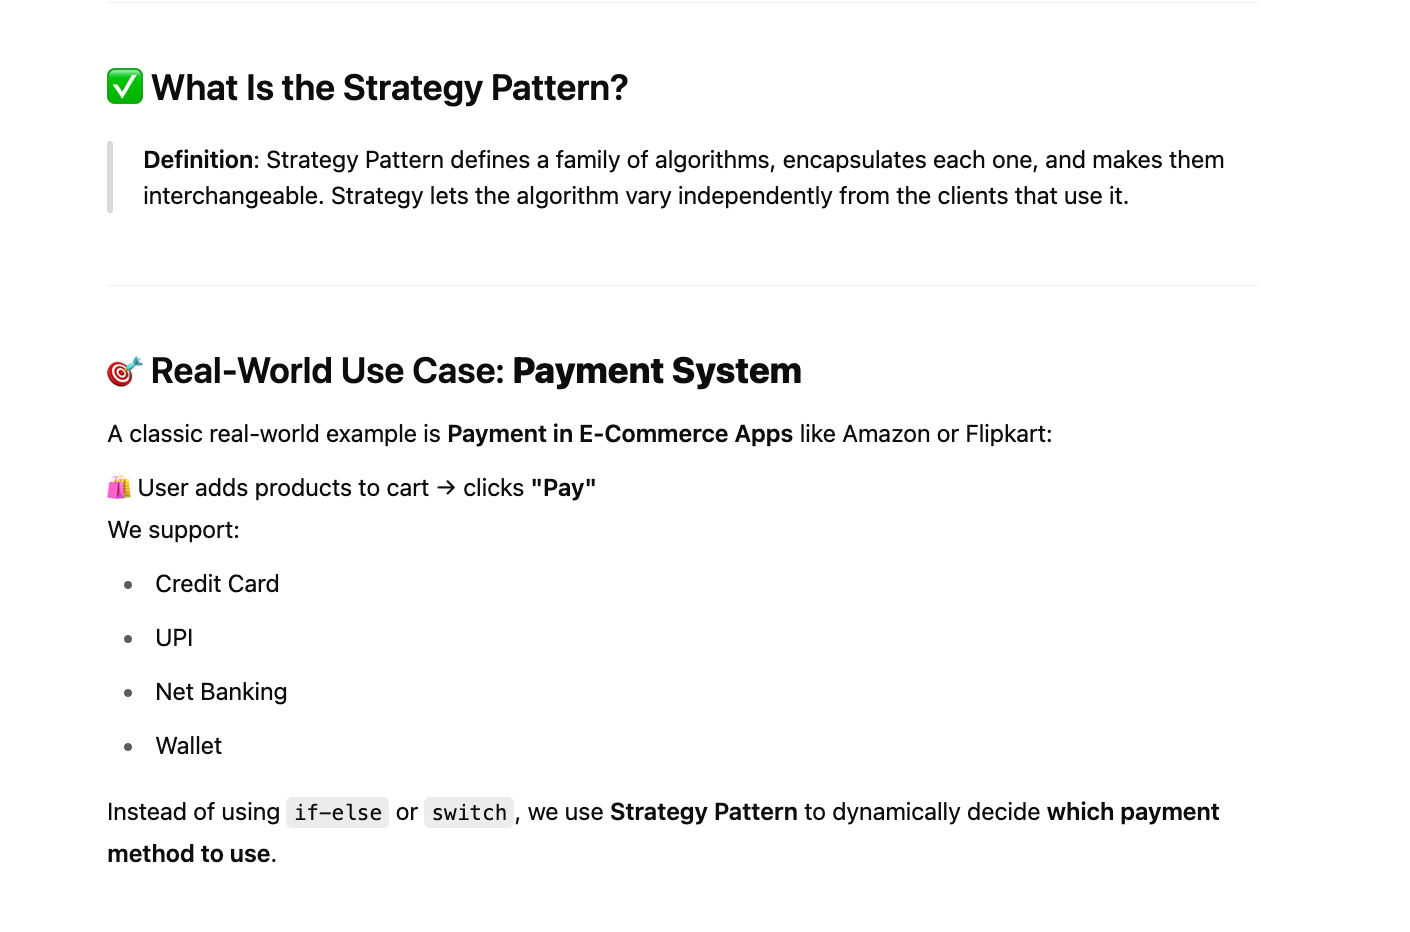 ✅ What Is the Strategy Pattern?
Definition: Strategy Pattern defines a family of algorithms, encapsulates each one, and makes them
interchangeable. Strategy lets the algorithm vary independently from the clients that use it.
🎯 Real-World Use Case: Payment System
A classic real-world example is Payment in E-Commerce Apps like Amazon or Flipkart:
🛍️ User adds products to cart → clicks "Pay"
We support:
• Credit Card
• UPI
• Net Banking
• Wallet
Instead of using if-else or switch, we use Strategy Pattern to dynamically decide which payment
method to use.